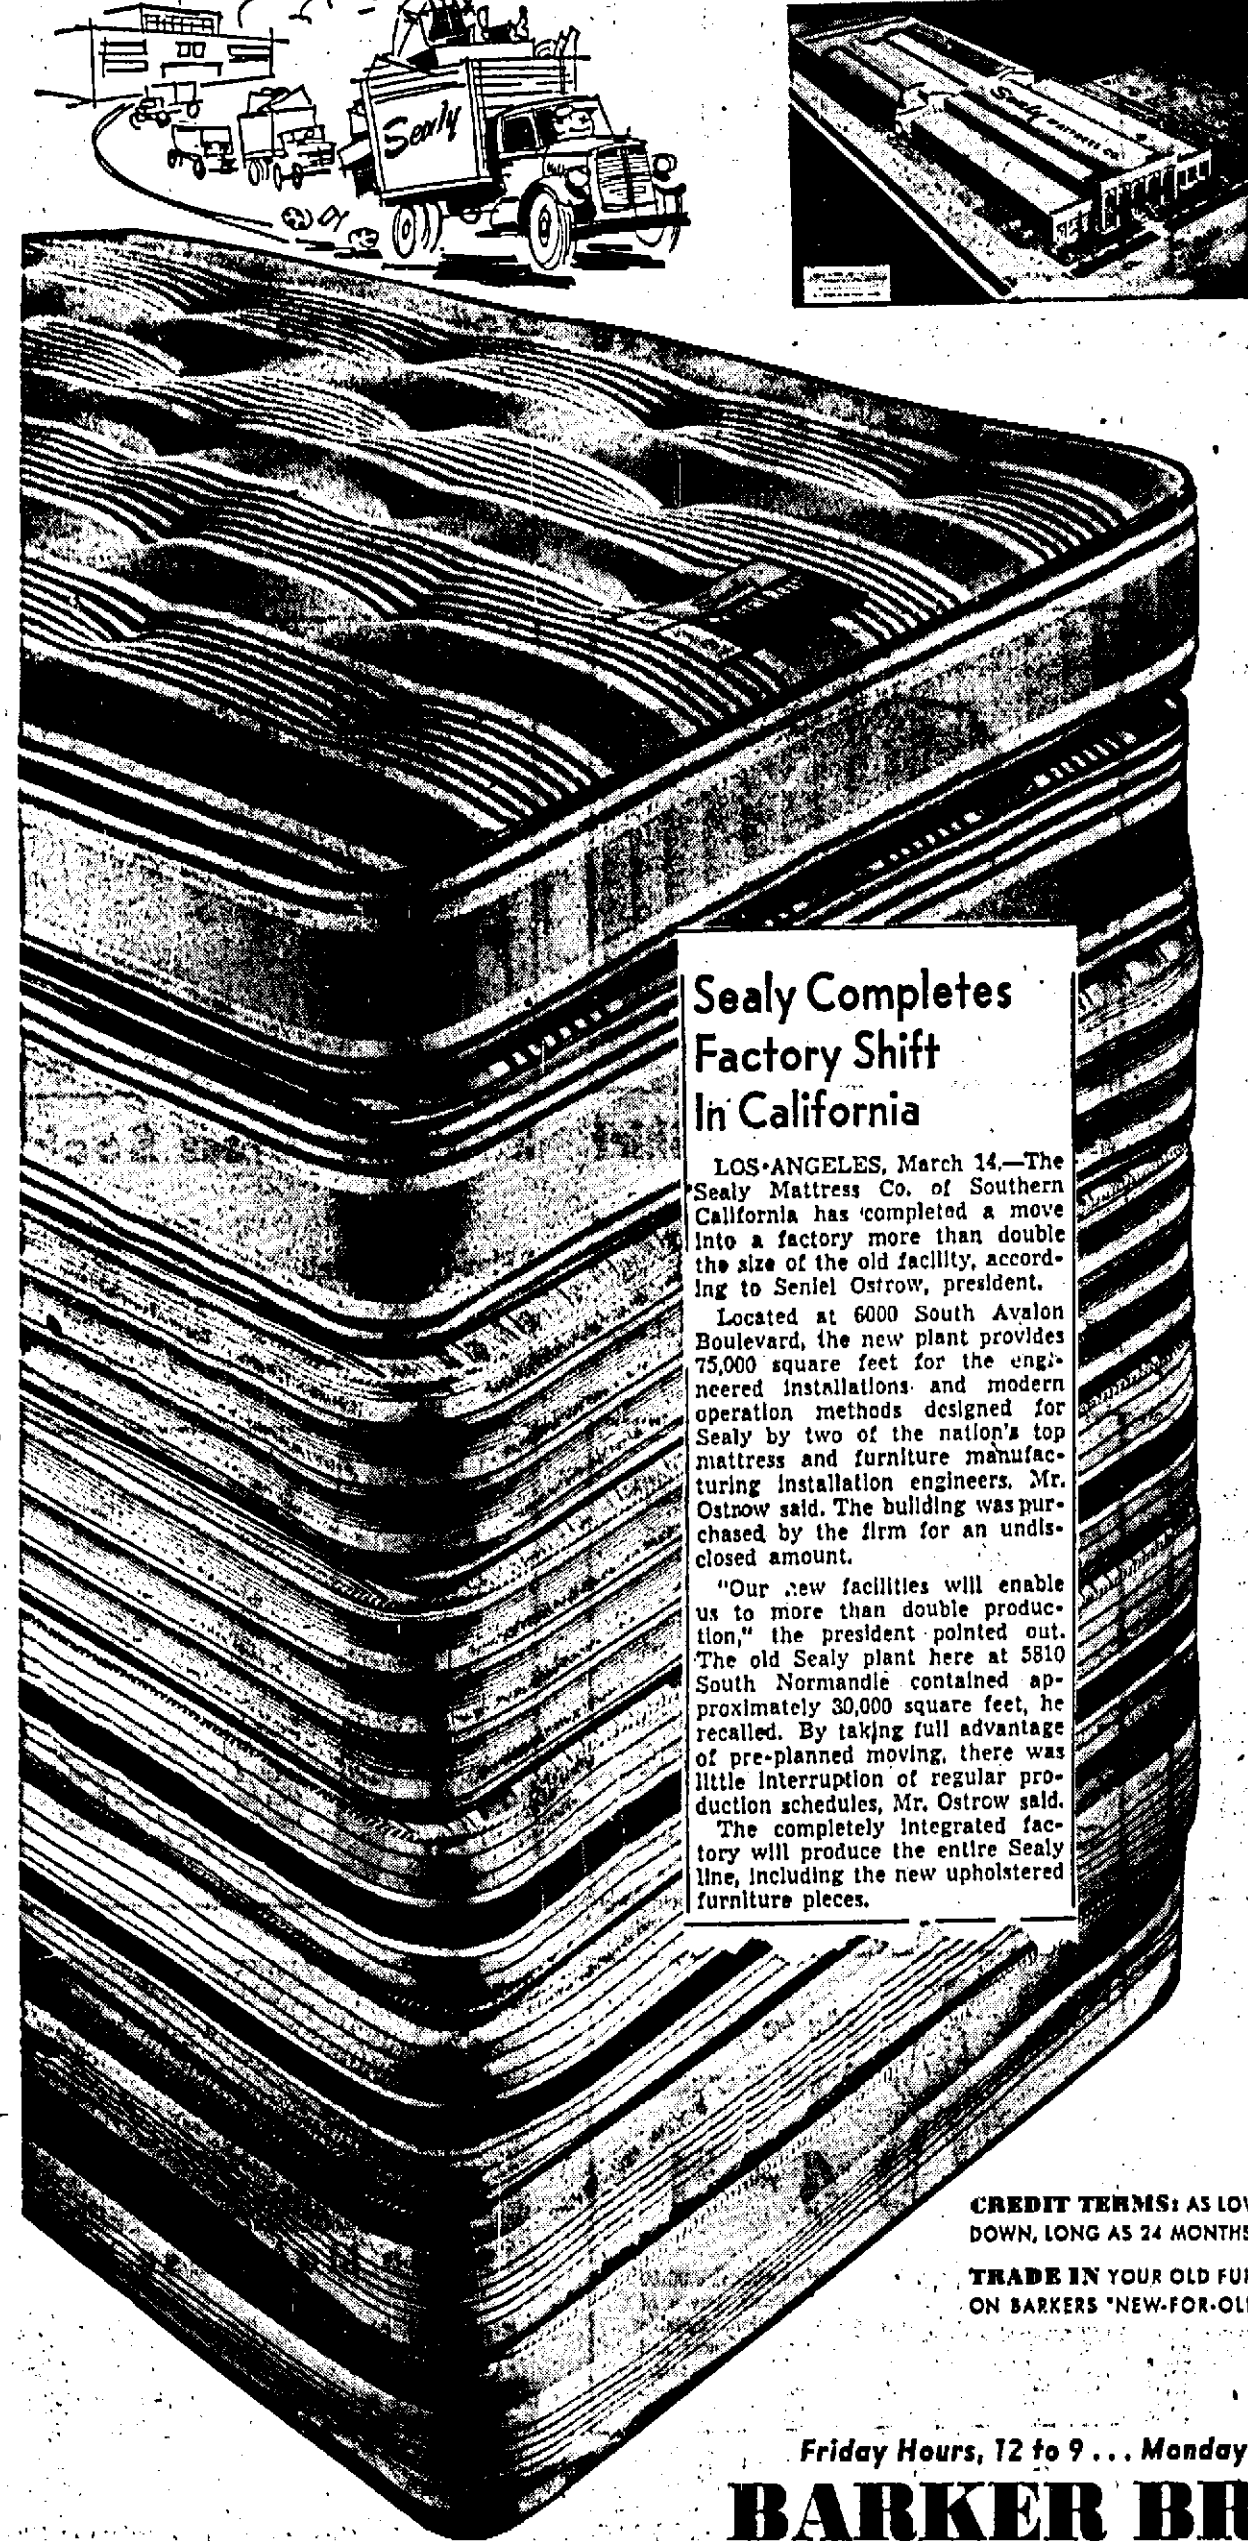 Sealy
Sealy MATTRESS CO.
Sealy Completes
Factory Shift
In California
LOS ANGELES, March 14.—The
Sealy Mattress Co. of Southern
California has completed a move
into a factory more than double
the size of the old facility, accord-
ing to Seniel Ostrow, president.
Located at 6000 South Avalon
Boulevard, the new plant provides
75,000 square feet for the engi-
neered installations and modern
operation methods designed for
Sealy by two of the nation's top
mattress and furniture manufac-
turing installation engineers, Mr.
Ostrow said. The building was pur-
chased by the firm for an undis-
closed amount.
"Our new facilities will enable
us to more than double produc-
tion," the president pointed out.
The old Sealy plant here at 5810
South Normandie contained ap-
proximately 30,000 square feet, he
recalled. By taking full advantage
of pre-planned moving, there was
little interruption of regular pro-
duction schedules, Mr. Ostrow said.
The completely integrated fac-
tory will produce the entire Sealy
line, including the new upholstered
furniture pieces.
CREDIT TERMS: AS LOW
DOWN, LONG AS 24 MONTHS
TRADE IN YOUR OLD FUR
ON BARKERS "NEW-FOR-OLD
Friday Hours, 12 to 9 ... Monday
BARKER BR